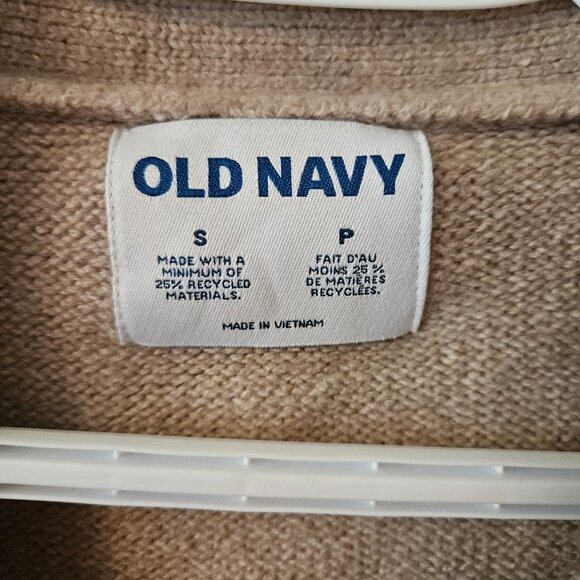 OLD NAVY
S
MADE WITH A
MINIMUM OF
25% RECYCLED
MATERIALS.
P
FAIT D'AU
MOINS 25 %
DE MATIÈRES
RECYCLÉES.
MADE IN VIETNAM